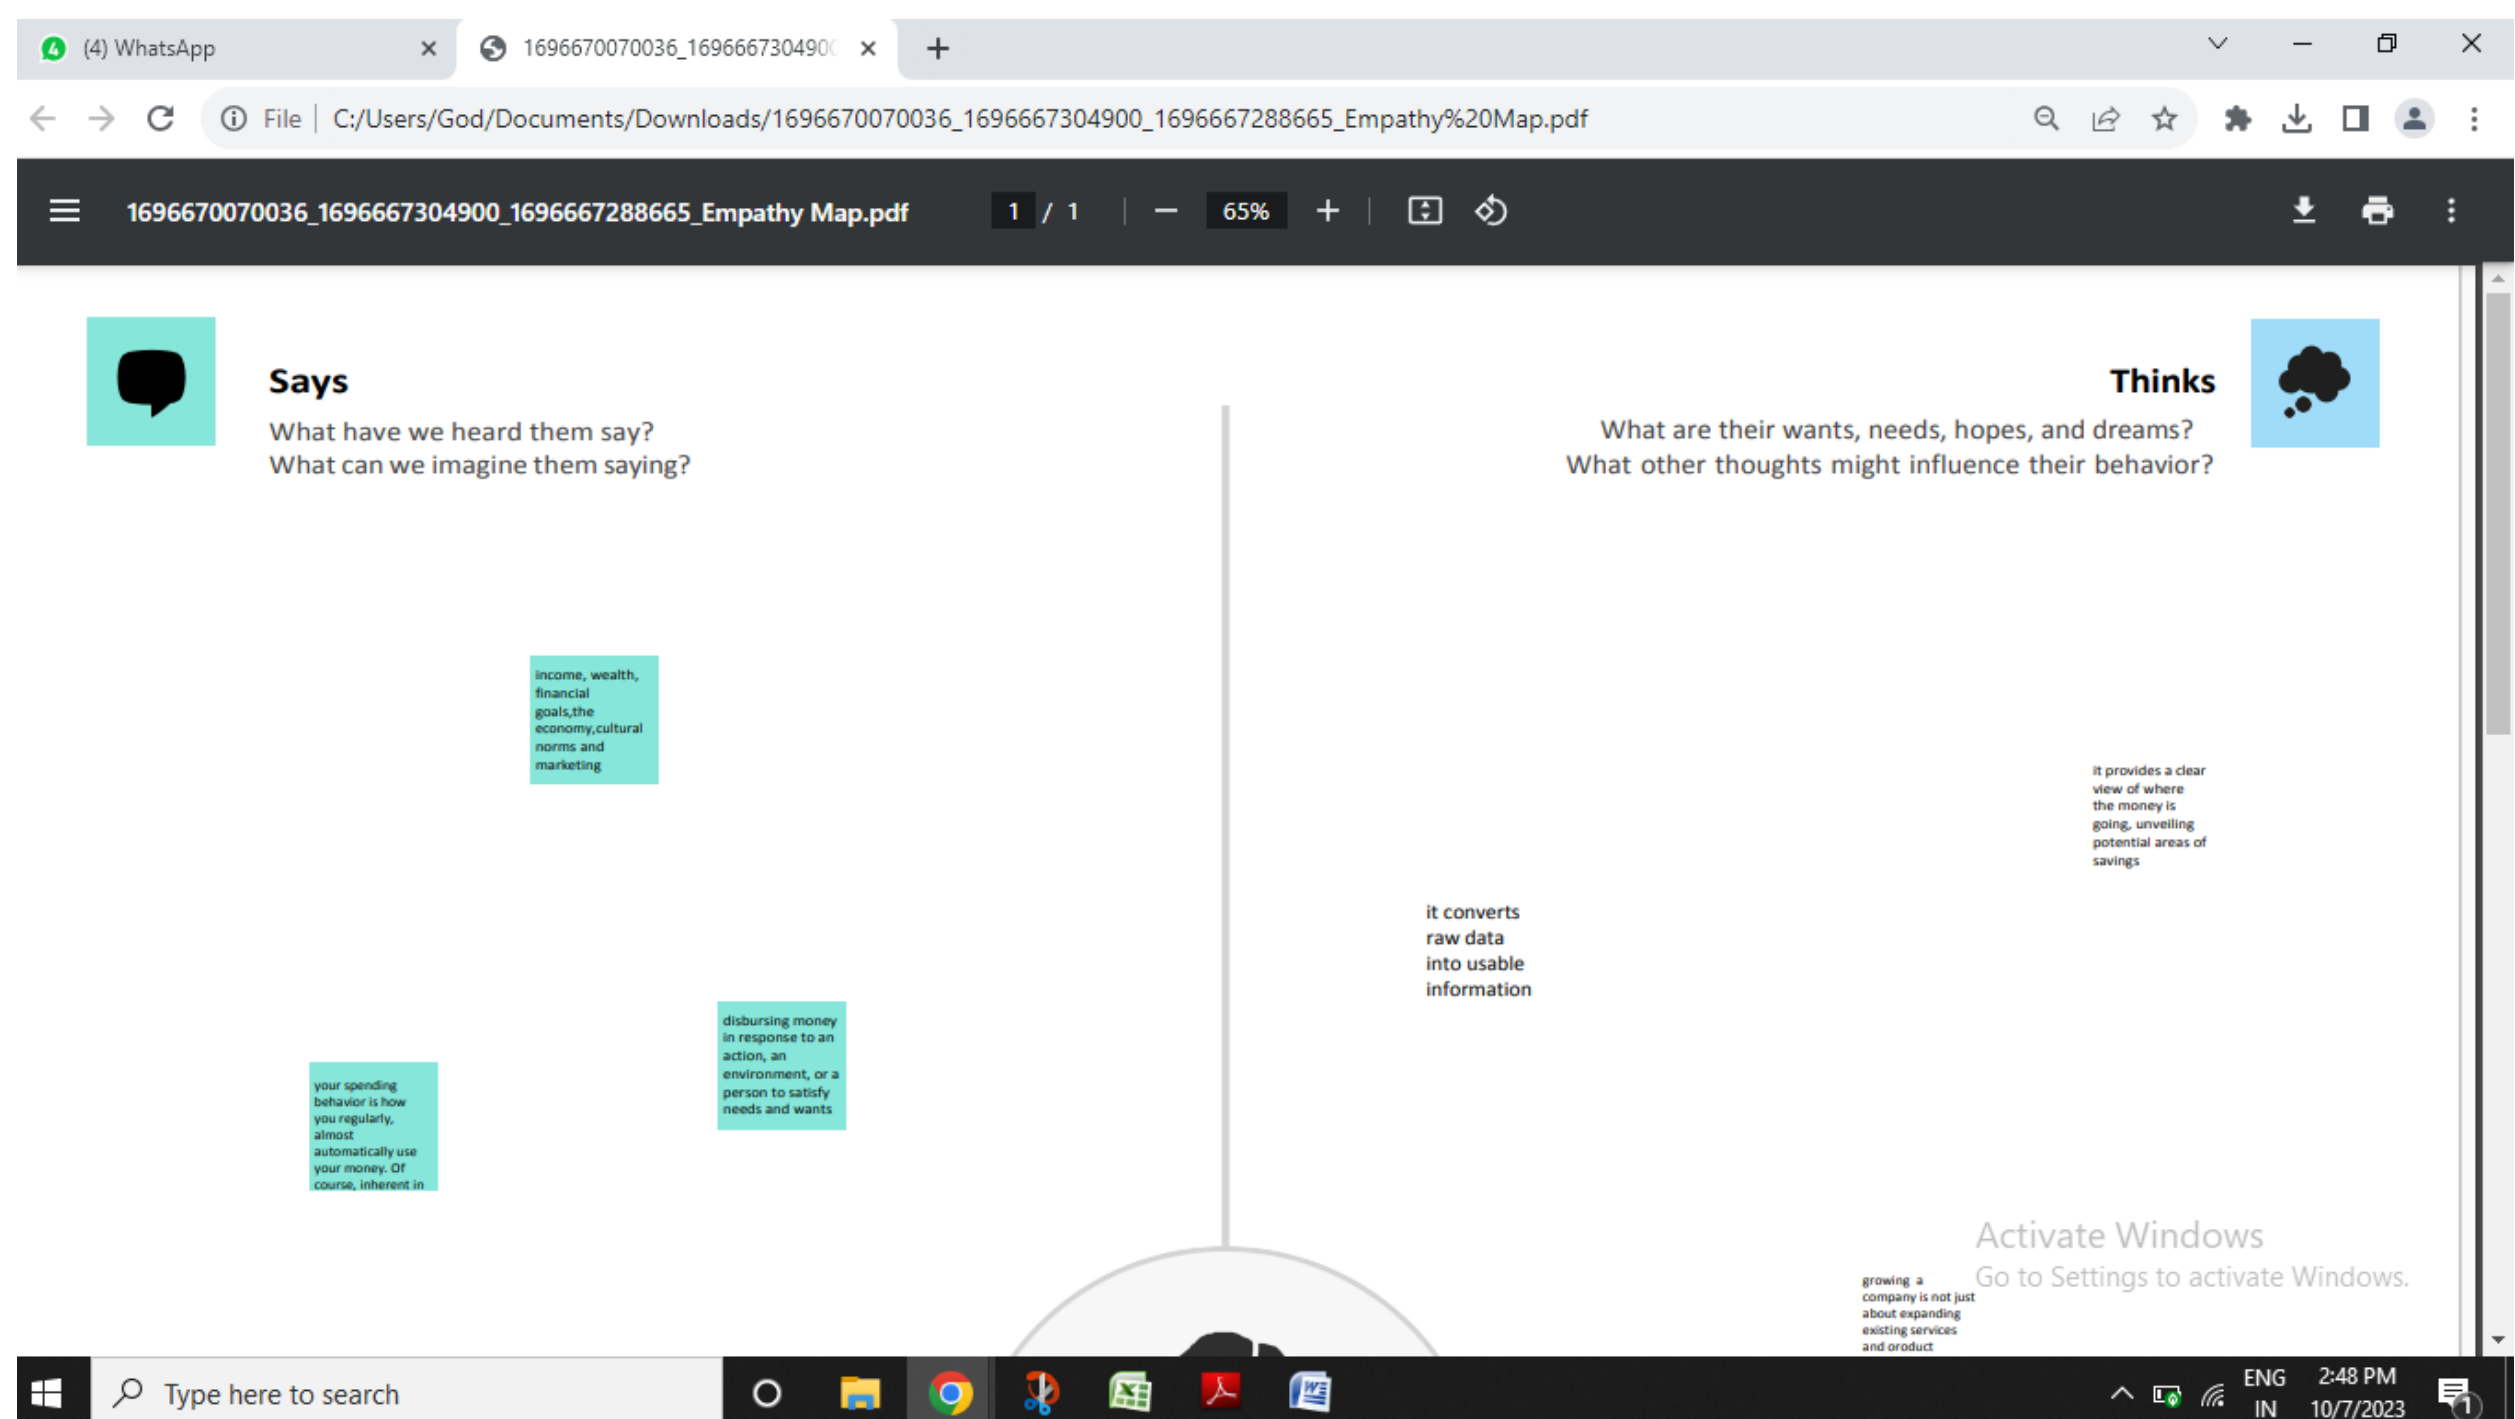 (4) WhatsApp
1696670070036_1696667304900
File
C:/Users/God/Documents/Downloads/1696670070036_1696667304900_1696667288665_Empathy%20Map.pdf
1696670070036_1696667304900_1696667288665_Empathy Map.pdf
1 / 1
65%
Says
What have we heard them say?
What can we imagine them saying?
Thinks
What are their wants, needs, hopes, and dreams?
What other thoughts might influence their behavior?
income, wealth,
financial
goals,the
economy,cultural
norms and
marketing
it provides a clear
view of where
the money is
going, unveiling
potential areas of
savings
it converts
raw data
into usable
information
disbursing money
in response to an
action, an
environment, or a
person to satisfy
needs and wants
your spending
behavior is how
you regularly,
almost
automatically use
your money. Of
course, inherent in
growing a
company is not just
about expanding
existing services
and product
Activate Windows
Go to Settings to activate Windows.
Type here to search
ENG
IN
2:48 PM
10/7/2023
1